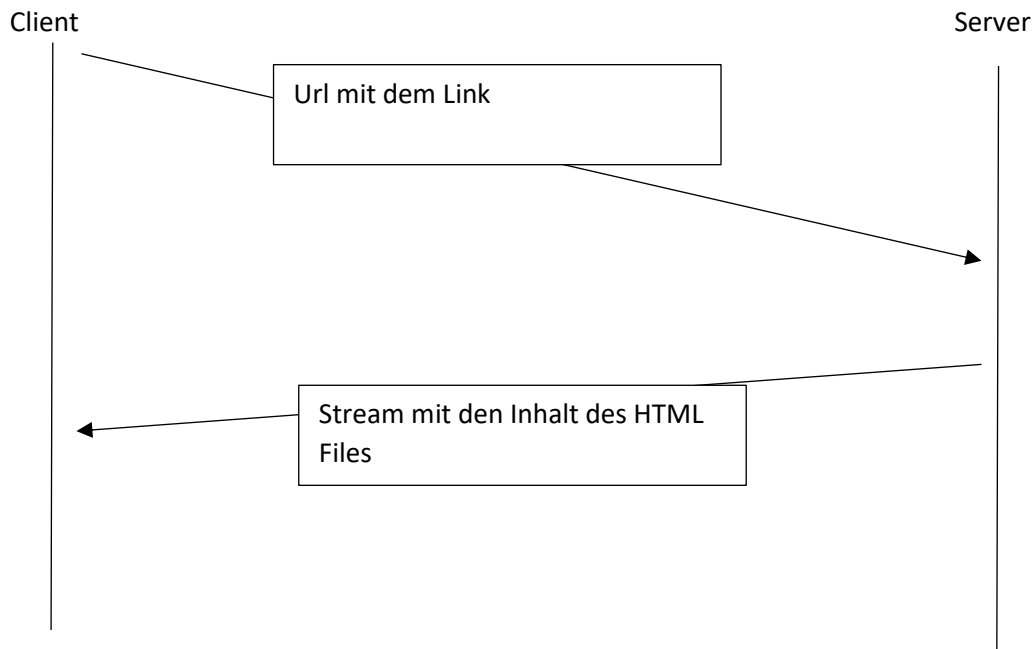 Client
Server
Url mit dem Link
Stream mit den Inhalt des HTML
Files